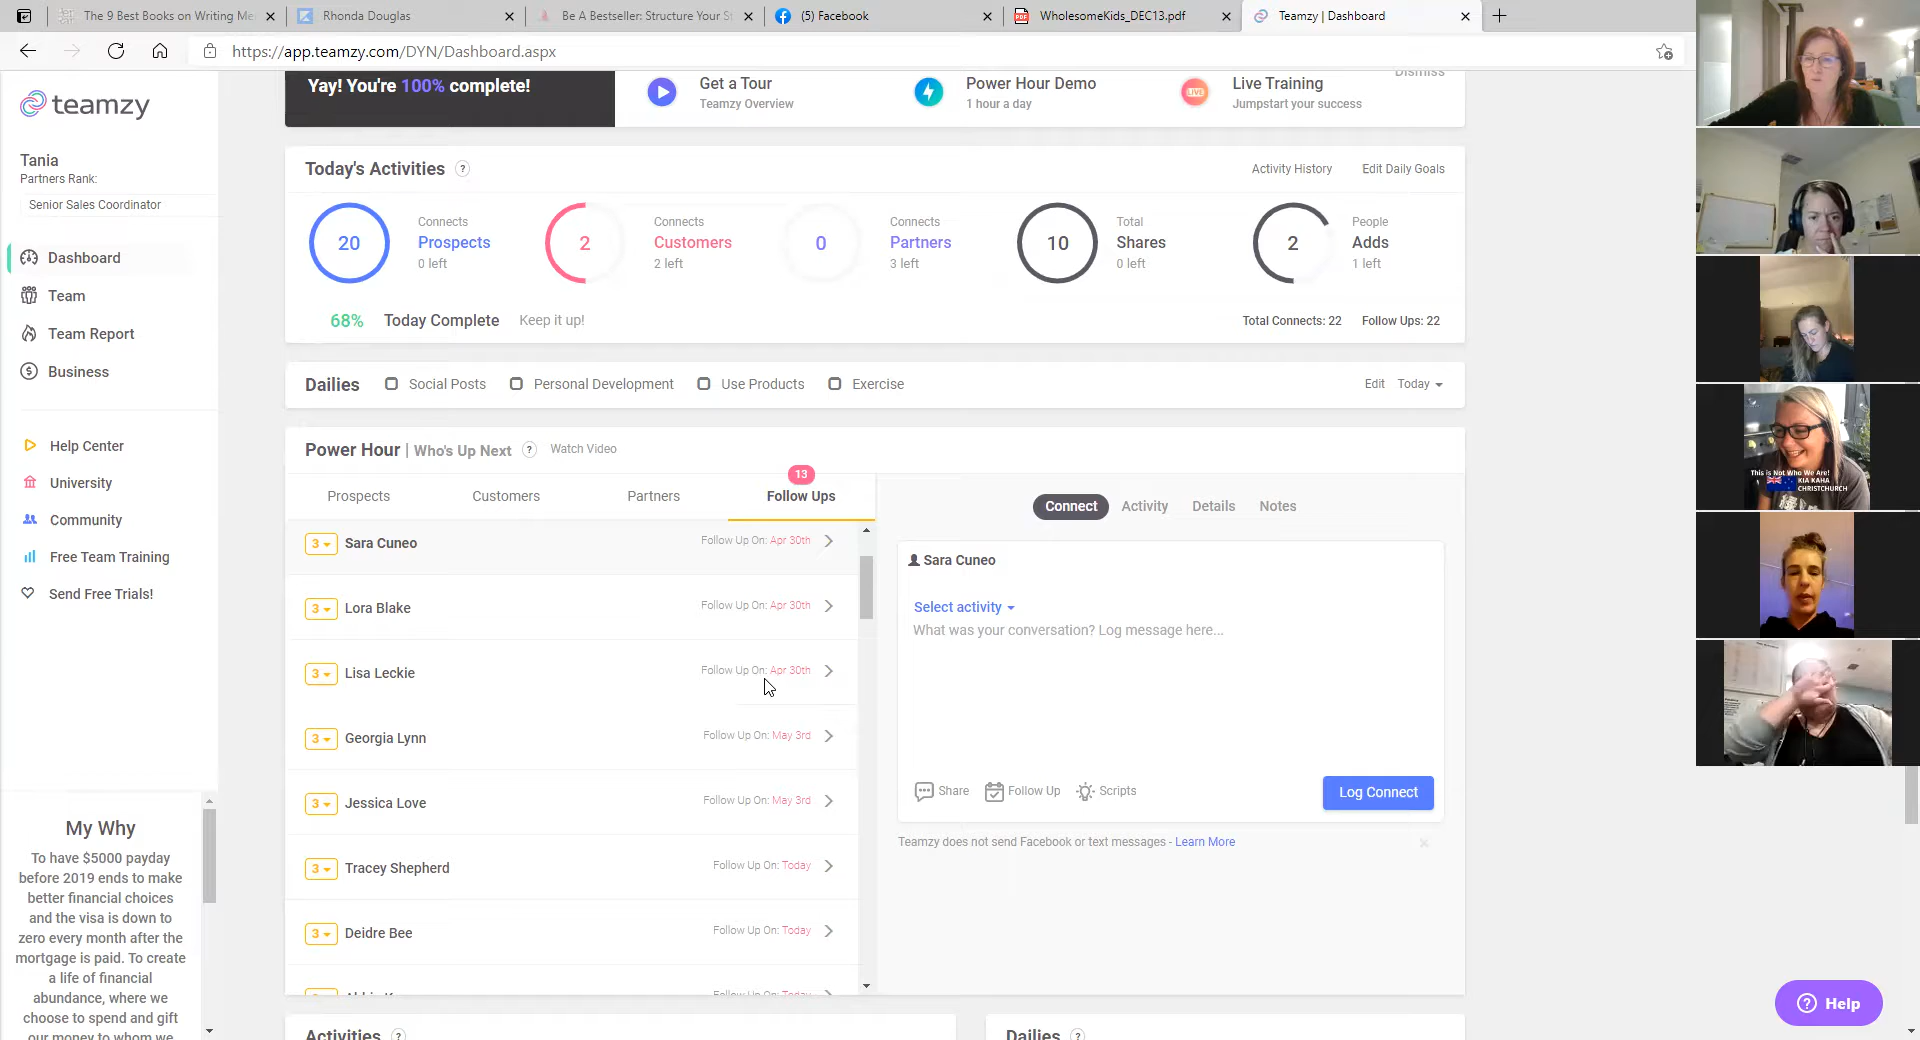 The 9 Best Books on Writing Me
Rhonda Douglas
Be A Bestseller: Structure Your St
(5) Facebook
WholesomeKids_DEC13.pdf
Teamzy | Dashboard
https://app.teamzy.com/DYN/Dashboard.aspx
teamzy
Tania
Partners Rank:
Senior Sales Coordinator
Dashboard
Team
Team Report
Business
Help Center
University
Community
Free Team Training
Send Free Trials!
My Why
To have $5000 payday
before 2019 ends to make
better financial choices
and the visa is down to
zero every month after the
mortgage is paid. To create
a life of financial
abundance, where we
choose to spend and gift
our money to whom we
Yay! You're 100% complete!
Get a Tour
Teamzy Overview
Power Hour Demo
1 hour a day
LIVE
Live Training
Jumpstart your success
Dismiss
Today's Activities ?
Activity History
Edit Daily Goals
20
Connects
Prospects
0 left
2
Connects
Customers
2 left
0
Connects
Partners
3 left
10
Total
Shares
0 left
2
People
Adds
1 left
68% Today Complete Keep it up!
Total Connects: 22 Follow Ups: 22
Dailies Social Posts Personal Development Use Products Exercise Edit Today
Power Hour | Who's Up Next ? Watch Video
13
Prospects Customers Partners Follow Ups
3 Sara Cuneo Follow Up On: Apr 30th
3 Lora Blake Follow Up On: Apr 30th
3 Lisa Leckie Follow Up On: Apr 30th
3 Georgia Lynn Follow Up On: May 3rd
3 Jessica Love Follow Up On: May 3rd
3 Tracey Shepherd Follow Up On: Today
3 Deidre Bee Follow Up On: Today
Follow Up On: Today
Connect Activity Details Notes
Sara Cuneo
Select activity
What was your conversation? Log message here...
Share Follow Up Scripts
Log Connect
Teamzy does not send Facebook or text messages - Learn More
Activities ?
Dailies ?
This is Not Who We Are!
KIA KAHA
CHRISTCHURCH
? Help